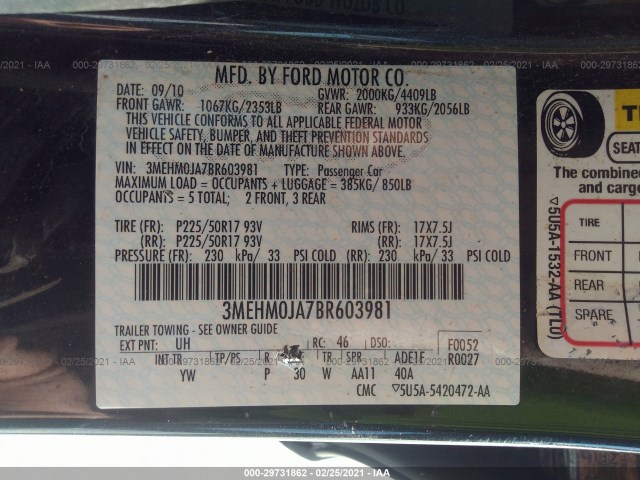 000-29731862 - 02/25/2021 - IAA
MFD. BY FORD MOTOR CO.
DATE: 09/10 GVWR: 2000KG/4409LB
FRONT GAWR: 1067KG/2353LB REAR GAWR: 933KG/2056LB
THIS VEHICLE CONFORMS TO ALL APPLICABLE FEDERAL MOTOR
VEHICLE SAFETY, BUMPER, AND THEFT PREVENTION STANDARDS
IN EFFECT ON THE DATE OF MANUFACTURE SHOWN ABOVE.
VIN: 3MEHM0JA7BR603981 TYPE: Passenger Car
MAXIMUM LOAD = OCCUPANTS + LUGGAGE = 385KG/ 850LB
OCCUPANTS = 5 TOTAL: 2 FRONT, 3 REAR
TIRE (FR): P225/50R17 93V RIMS (FR): 17X7.5J
(RR): P225/50R17 93V (RR): 17X7.5J
PRESSURE (FR): 230 kPa/ 33 PSI COLD (RR): 230 kPa/ 33 PSI COLD
3MEHM0JA7BR603981
TRAILER TOWING - SEE OWNER GUIDE
EXT PNT: UH RC: 46 DSO: F0052
INT TR TP/PS R TR SPR ADE1F R0027
YW P 30 W AA11 40A
CMC ▽5U5A-5420472-AA
SEAT
The combined
and cargo
TIRE
FRONT
REAR
SPARE
▽5U5A-1532-AA (TLO)
000-29731862 - 02/25/2021 - IAA